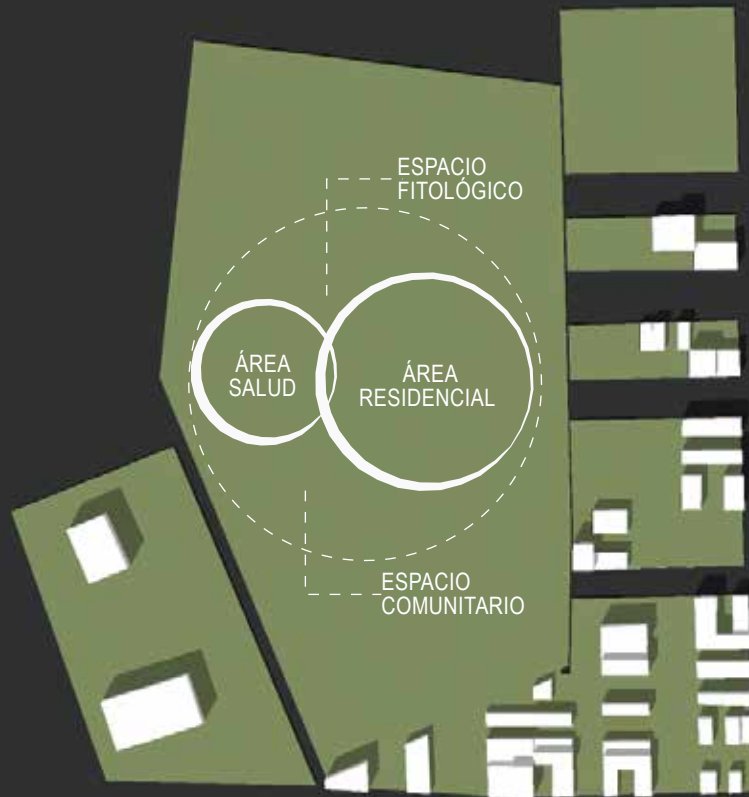 ESPACIO
FITOLÓGICO
ÁREA
SALUD
ÁREA
RESIDENCIAL
ESPACIO
COMUNITARIO